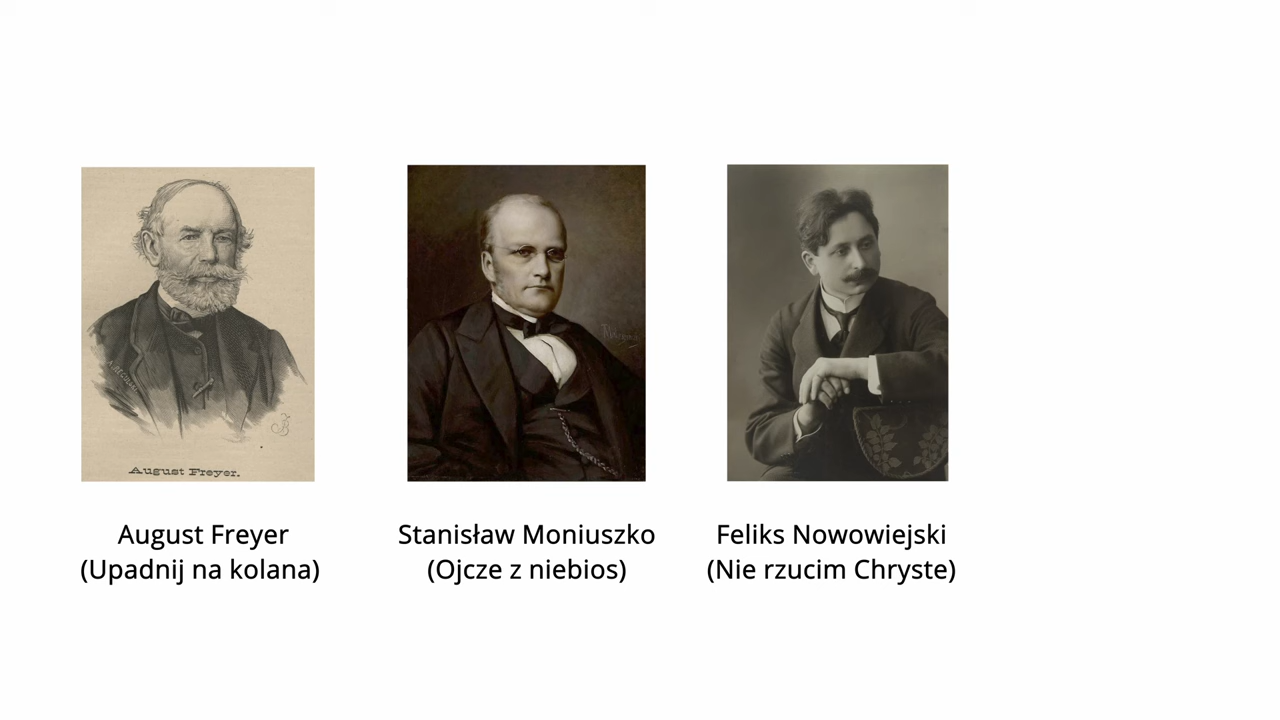 August Freyer.
August Freyer
(Upadnij na kolana)
Stanisław Moniuszko
(Ojcze z niebios)
Feliks Nowowiejski
(Nie rzucim Chryste)